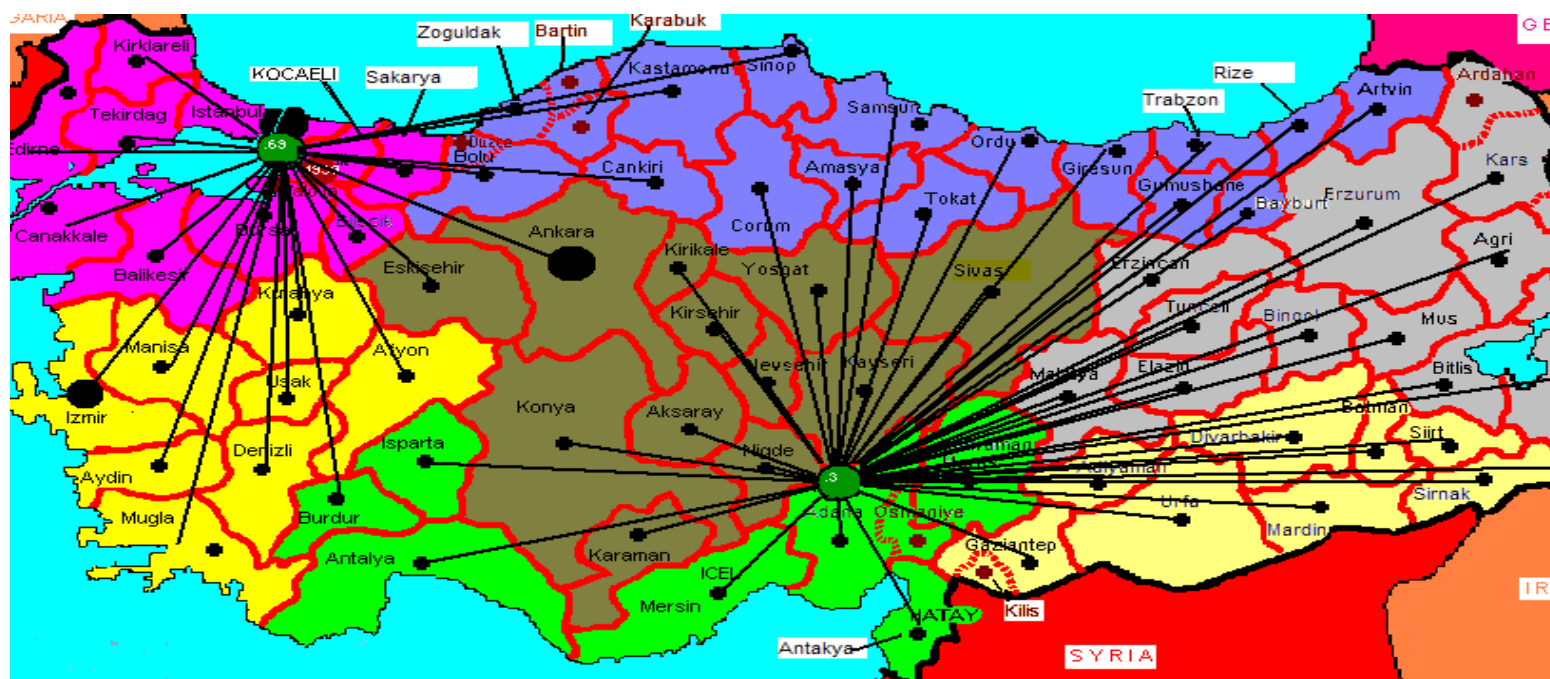 GARIA
Kirklareli
Zoguldak
Bartin
Karabuk
G E
KOCAELI
Sakarya
Kastamonu
Sinop
Rize
Ardahan
Tekirdag
Istanbul
Samsun
Trabzon
Artvin
Edirne
.69
Duzce
Bolu
Cankiri
Amasya
Ordu
Giresun
Kars
Gumushane
Canakkale
Bursa
Bilecik
Ankara
Corum
Tokat
Bayburt
Erzurum
Balikesir
Eskisehir
Kirikale
Yosgat
Sivas
Erzincan
Agri
Kutahya
Kirsehir
Tunceli
Bingol
Mus
Manisa
Afyon
Nevsehir
Kayseri
Malatya
Elazig
Bitlis
Usak
Izmir
Konya
Aksaray
Batman
Isparta
Denizli
Nigde
Diyarbakir
Siirt
Aydin
.3
Adiyaman
Mugla
Burdur
Adana
Osmaniye
Urfa
Mardin
Sirnak
Antalya
Karaman
Gaziantep
ICEL
Mersin
Kilis
HATAY
Antakya
S Y R I A
I R